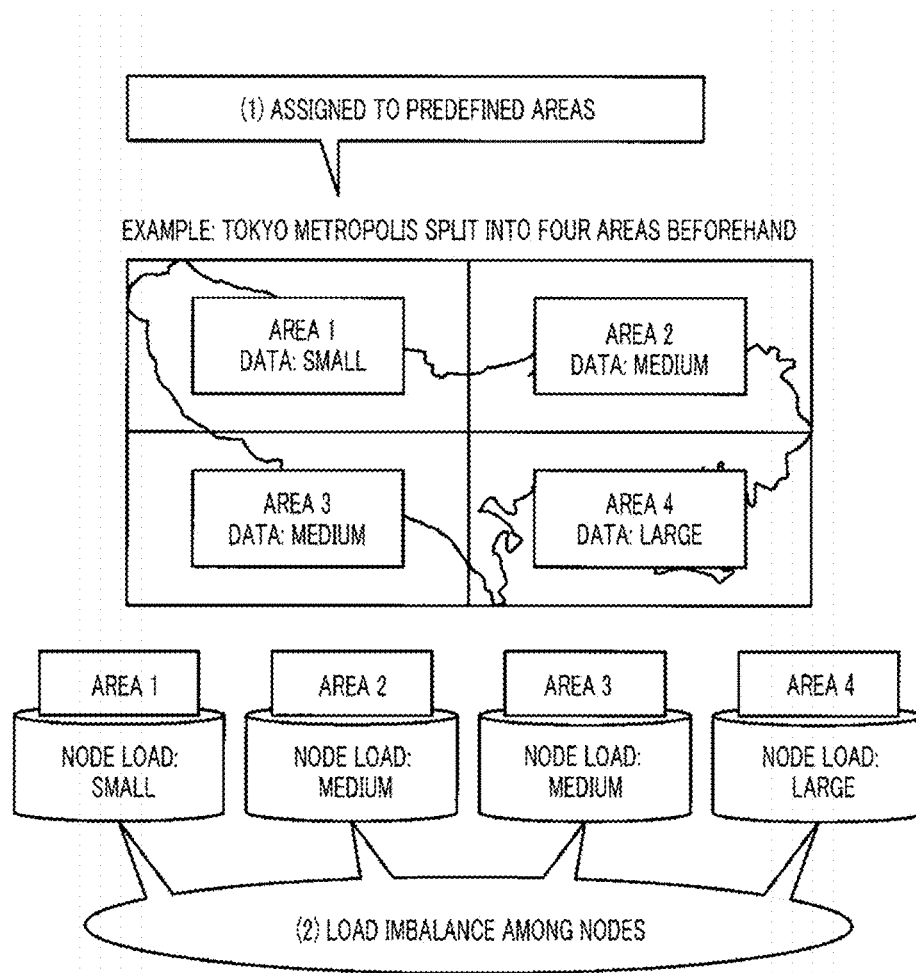 (1) ASSIGNED TO PREDEFINED AREAS
EXAMPLE: TOKYO METROPOLIS SPLIT INTO FOUR AREAS BEFOREHAND
AREA 1
DATA: SMALL
AREA 2
DATA: MEDIUM
AREA 3
DATA: MEDIUM
AREA 4
DATA: LARGE
AREA 1
NODE LOAD:
SMALL
AREA 2
NODE LOAD:
MEDIUM
AREA 3
NODE LOAD:
MEDIUM
AREA 4
NODE LOAD:
LARGE
(2) LOAD IMBALANCE AMONG NODES